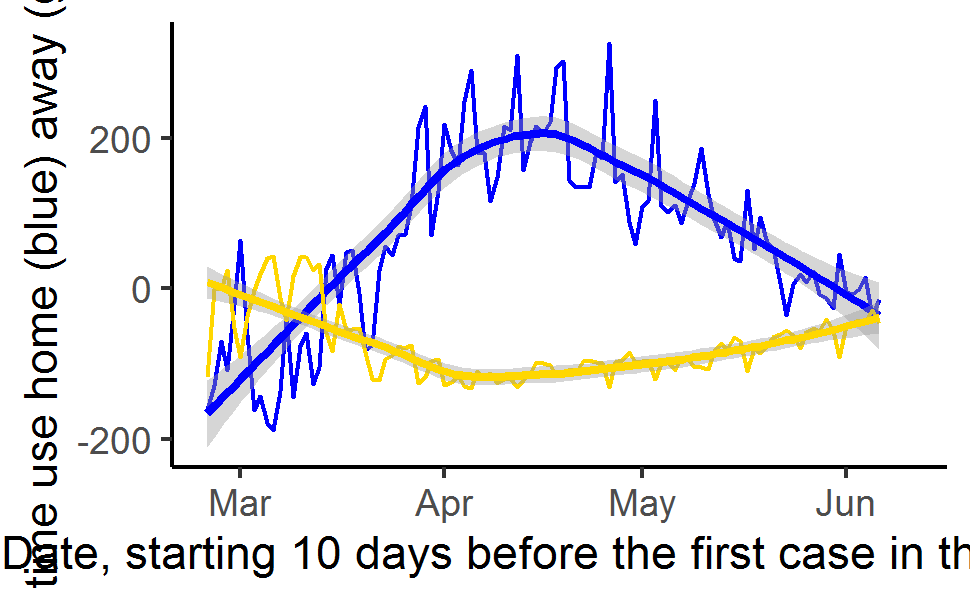 time use home (blue) away (
200
0
-200
Mar Apr May Jun
Date, starting 10 days before the first case in th